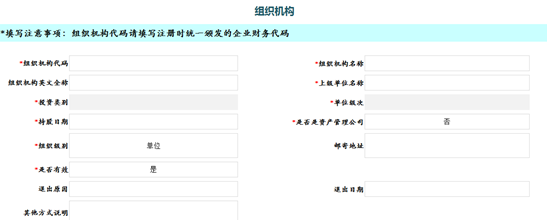 组织机构
*填写注意事项：组织机构代码请填写注册时统一颁发的企业财务代码
*组织机构代码 *组织机构名称
组织机构英文全称 *上级单位名称
*投资类别 *单位级次
*持股日期 *是否是资产管理公司 否
*组织级别 单位 邮寄地址
*是否有效 是
退出原因 退出日期
其他方式说明